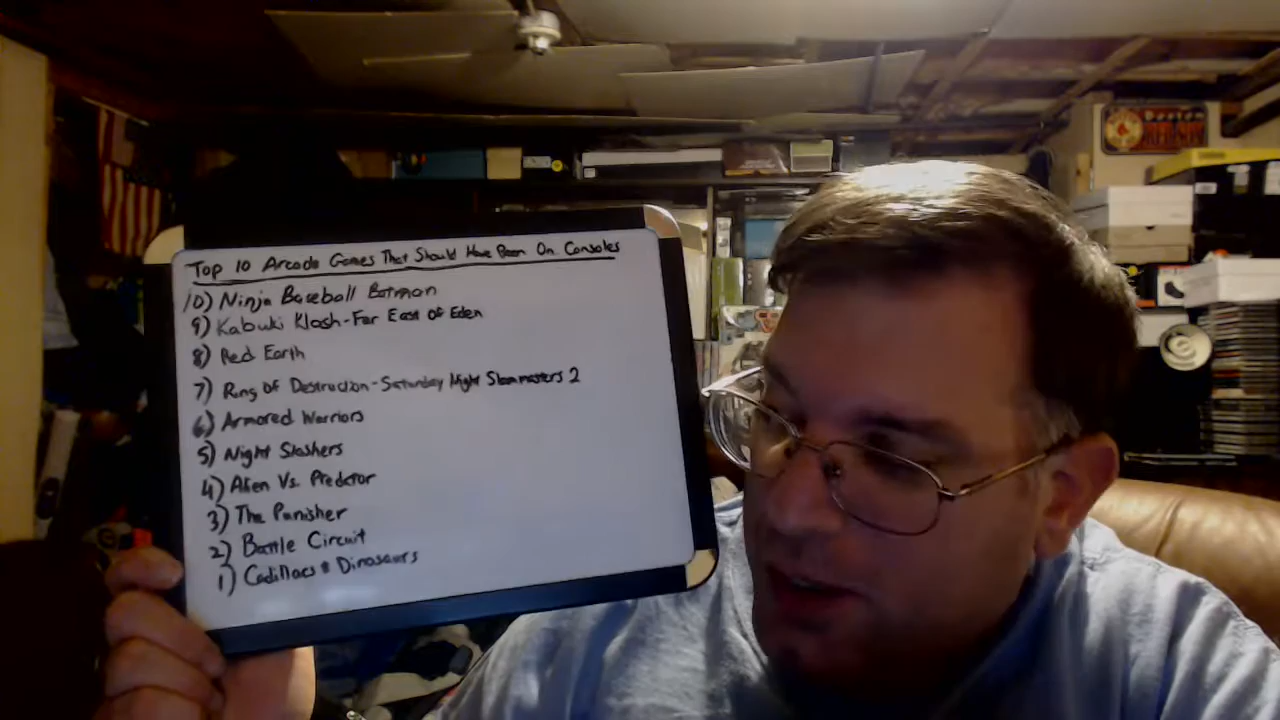 Top 10 Arcade Games That Should Have Been On Consoles
10) Ninja Baseball Batman
9) Kabuki Klash-Far East of Eden
8) Red Earth
7) Ring of Destruction-Saturday Night Slammasters 2
6) Armored Warriors
5) Night Slashers
4) Alien Vs. Predator
3) The Punisher
2) Battle Circuit
1) Cadillacs & Dinosaurs